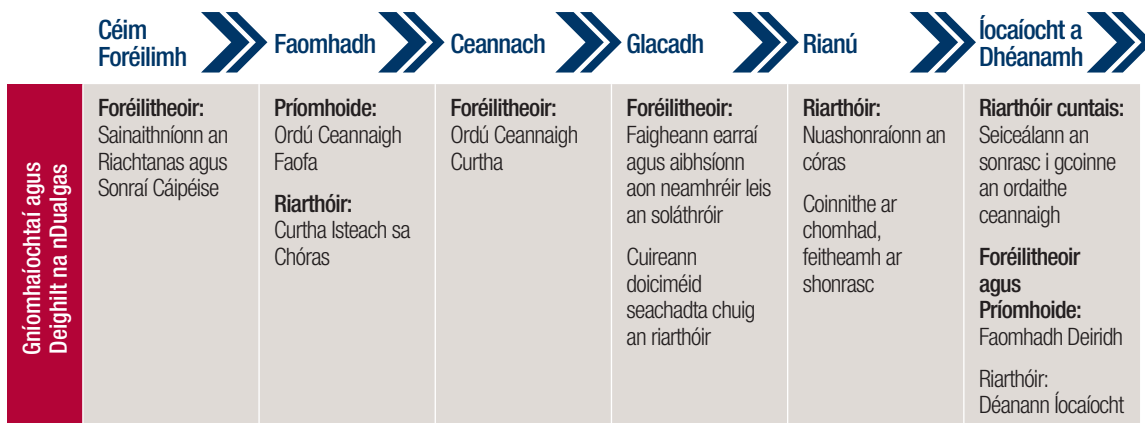 Céim
Foréilimh
Faomhadh
Ceannach
Glacadh
Rianú
Íocaíocht a
Dhéanamh
Gníomhaíochtaí agus
Deighilt na nDualgas
Foréilitheoir:
Sainaithníonn an
Riachtanas agus
Sonraí Cáipéise
Príomhoide:
Ordú Ceannaigh
Faofa
Riarthóir:
Curtha Isteach sa
Chóras
Foréilitheoir:
Ordú Ceannaigh
Curtha
Foréilitheoir:
Faigheann earraí
agus aibhsíonn
aon neamhréir leis
an soláthróir
Cuireann
doiciméid
seachadta chuig
an riarthóir
Riarthóir:
Nuashonraíonn an
córas
Coinnithe ar
chomhad,
feitheamh ar
shonrasc
Riarthóir cuntais:
Seiceálann an
sonrasc i gcoinne
an ordaithe
ceannaigh
Foréilitheoir
agus
Príomhoide:
Faomhadh Deiridh
Riarthóir:
Déanann Íocaíocht